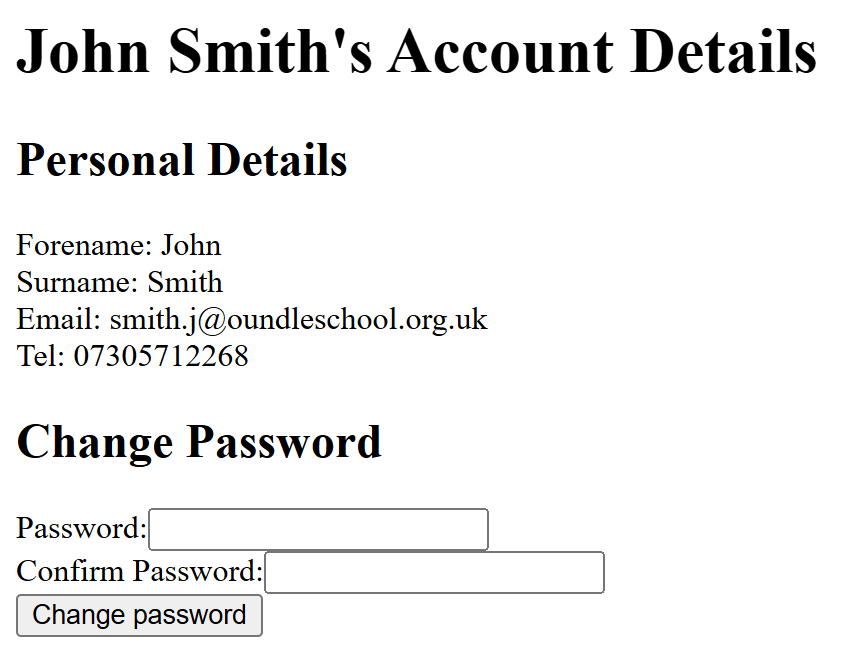 John Smith's Account Details
Personal Details
Forename: John
Surname: Smith
Email: smith.j@oundleschool.org.uk
Tel: 07305712268
Change Password
Password:
Confirm Password:
Change password